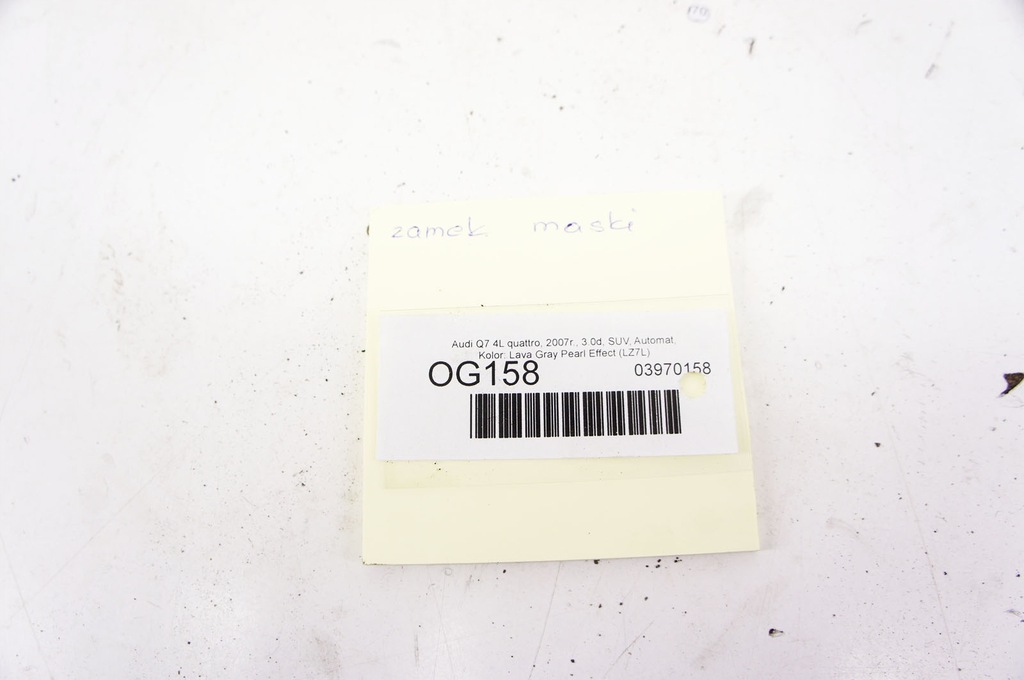 zamek maski
Audi Q7 4L quattro, 2007r., 3.0d, SUV, Automat,
Kolor: Lava Gray Pearl Effect (LZ7L)
OG158 03970158